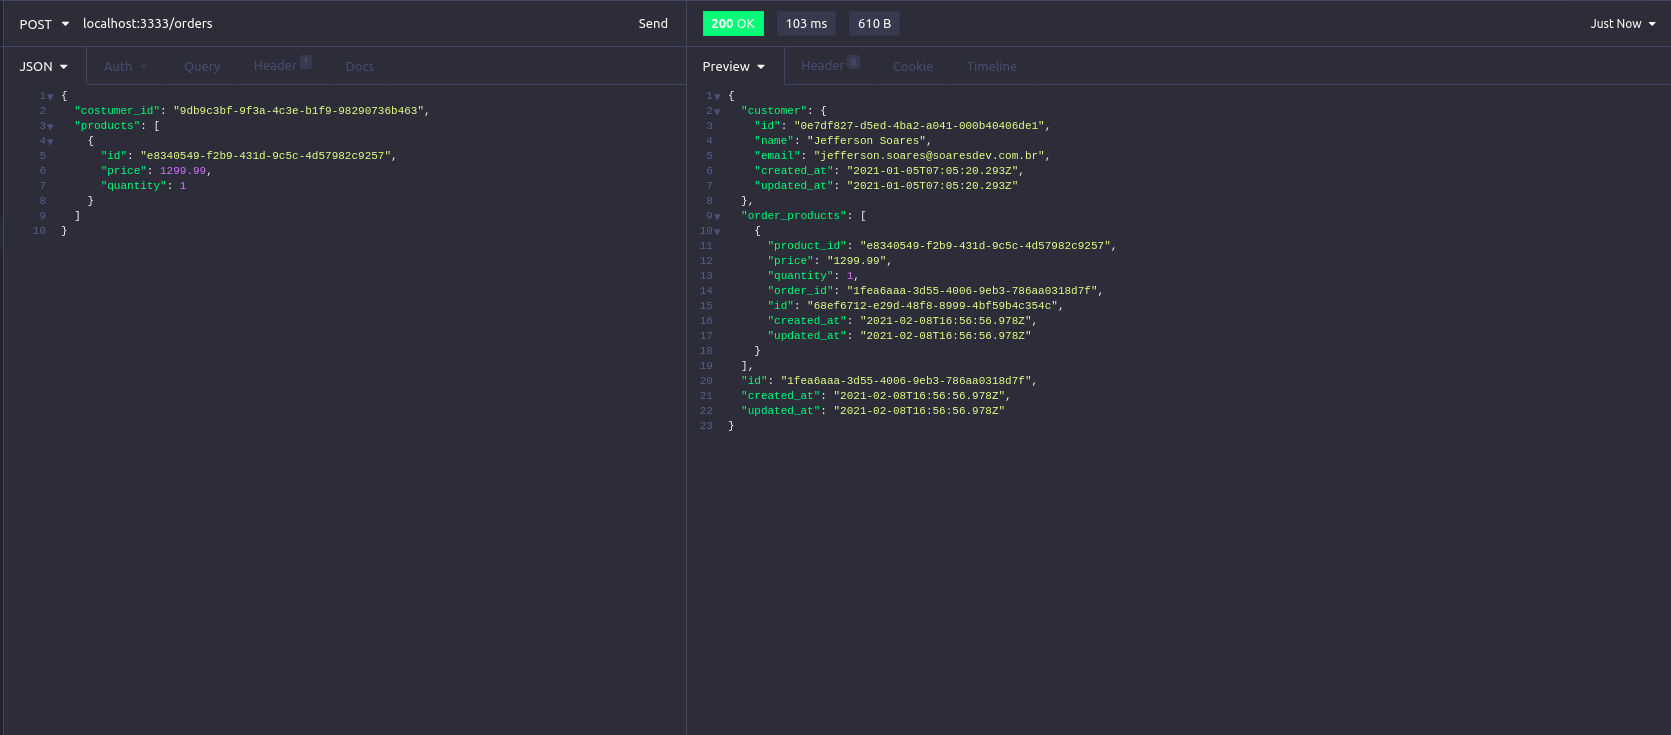 POST localhost:3333/orders Send
200 OK 103 ms 610 B Just Now
JSON Auth Query Header 1 Docs
Preview Header 8 Cookie Timeline
1 {
2 "costumer_id": "9db9c3bf-9f3a-4c3e-b1f9-98290736b463",
3 "products": [
4 {
5 "id": "e8340549-f2b9-431d-9c5c-4d57982c9257",
6 "price": 1299.99,
7 "quantity": 1
8 }
9 ]
10 }
1 {
2 "customer": {
3 "id": "0e7df827-d5ed-4ba2-a041-000b40406de1",
4 "name": "Jefferson Soares",
5 "email": "jefferson.soares@soaresdev.com.br",
6 "created_at": "2021-01-05T07:05:20.293Z",
7 "updated_at": "2021-01-05T07:05:20.293Z"
8 },
9 "order_products": [
10 {
11 "product_id": "e8340549-f2b9-431d-9c5c-4d57982c9257",
12 "price": "1299.99",
13 "quantity": 1,
14 "order_id": "1fea6aaa-3d55-4006-9eb3-786aa0318d7f",
15 "id": "68ef6712-e29d-48f8-8999-4bf59b4c354c",
16 "created_at": "2021-02-08T16:56:56.978Z",
17 "updated_at": "2021-02-08T16:56:56.978Z"
18 }
19 ],
20 "id": "1fea6aaa-3d55-4006-9eb3-786aa0318d7f",
21 "created_at": "2021-02-08T16:56:56.978Z",
22 "updated_at": "2021-02-08T16:56:56.978Z"
23 }